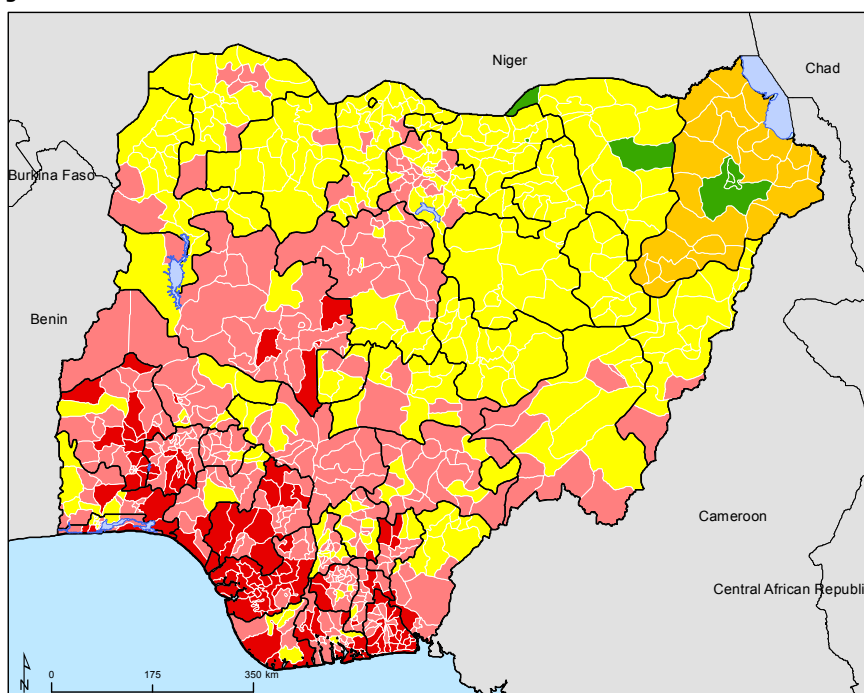 Niger
Chad
Burkina Faso
Benin
Cameroon
Central African Republi
N
0 175 350 km